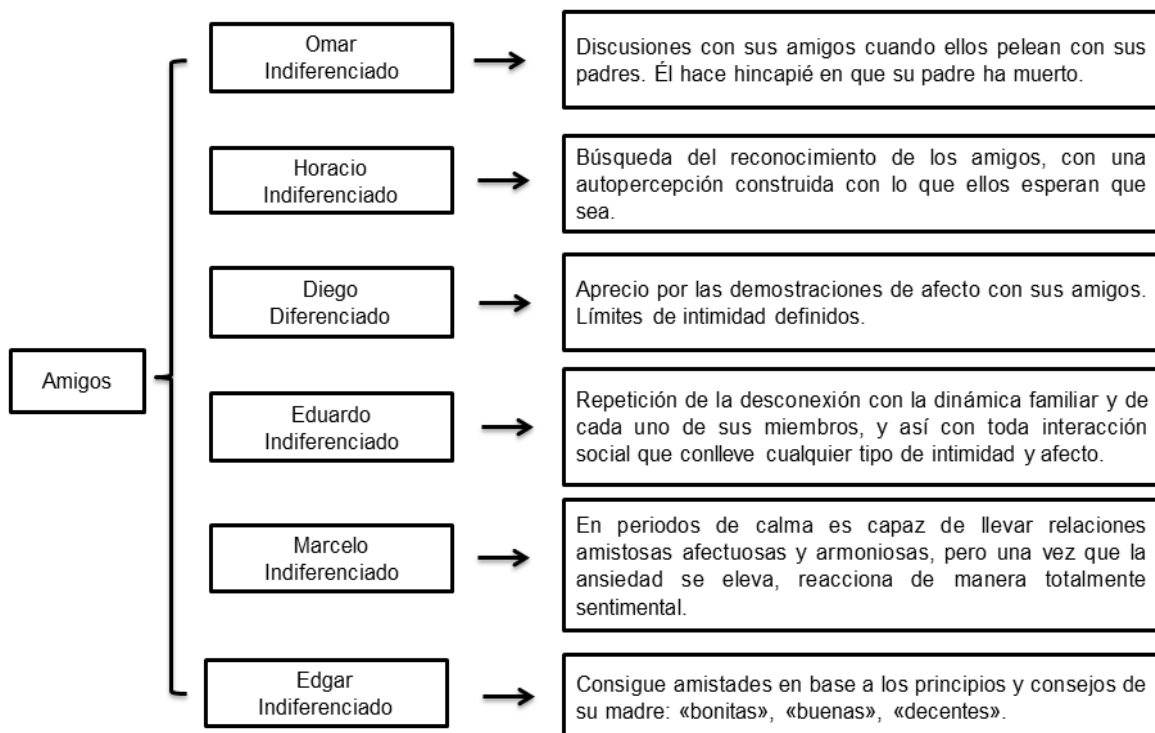 Omar
Indiferenciado
Discusiones con sus amigos cuando ellos pelean con sus
padres. Él hace hincapié en que su padre ha muerto.
Horacio
Indiferenciado
Búsqueda del reconocimiento de los amigos, con una
autopercepción construida con lo que ellos esperan que
sea.
Diego
Diferenciado
Aprecio por las demostraciones de afecto con sus amigos.
Límites de intimidad definidos.
Amigos
Eduardo
Indiferenciado
Repetición de la desconexión con la dinámica familiar y de
cada uno de sus miembros, y así con toda interacción
social que conlleve cualquier tipo de intimidad y afecto.
Marcelo
Indiferenciado
En periodos de calma es capaz de llevar relaciones
amistosas afectuosas y armoniosas, pero una vez que la
ansiedad se eleva, reacciona de manera totalmente
sentimental.
Edgar
Indiferenciado
Consigue amistades en base a los principios y consejos de
su madre: «bonitas», «buenas», «decentes».